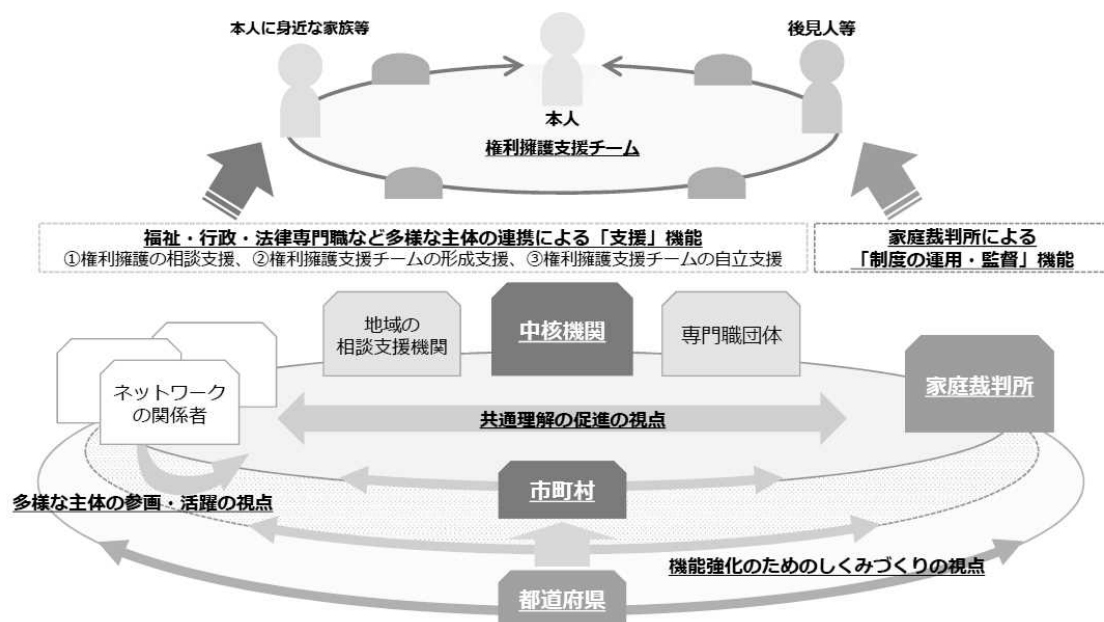 本人に身近な家族等
後見人等
本人
権利擁護支援チーム
福祉・行政・法律専門職など多様な主体の連携による「支援」機能
①権利擁護の相談支援、②権利擁護支援チームの形成支援、③権利擁護支援チームの自立支援
家庭裁判所による
「制度の運用・監督」機能
地域の
相談支援機関
中核機関
専門職団体
ネットワーク
の関係者
家庭裁判所
共通理解の促進の視点
市町村
多様な主体の参画・活躍の視点
機能強化のためのしくみづくりの視点
都道府県